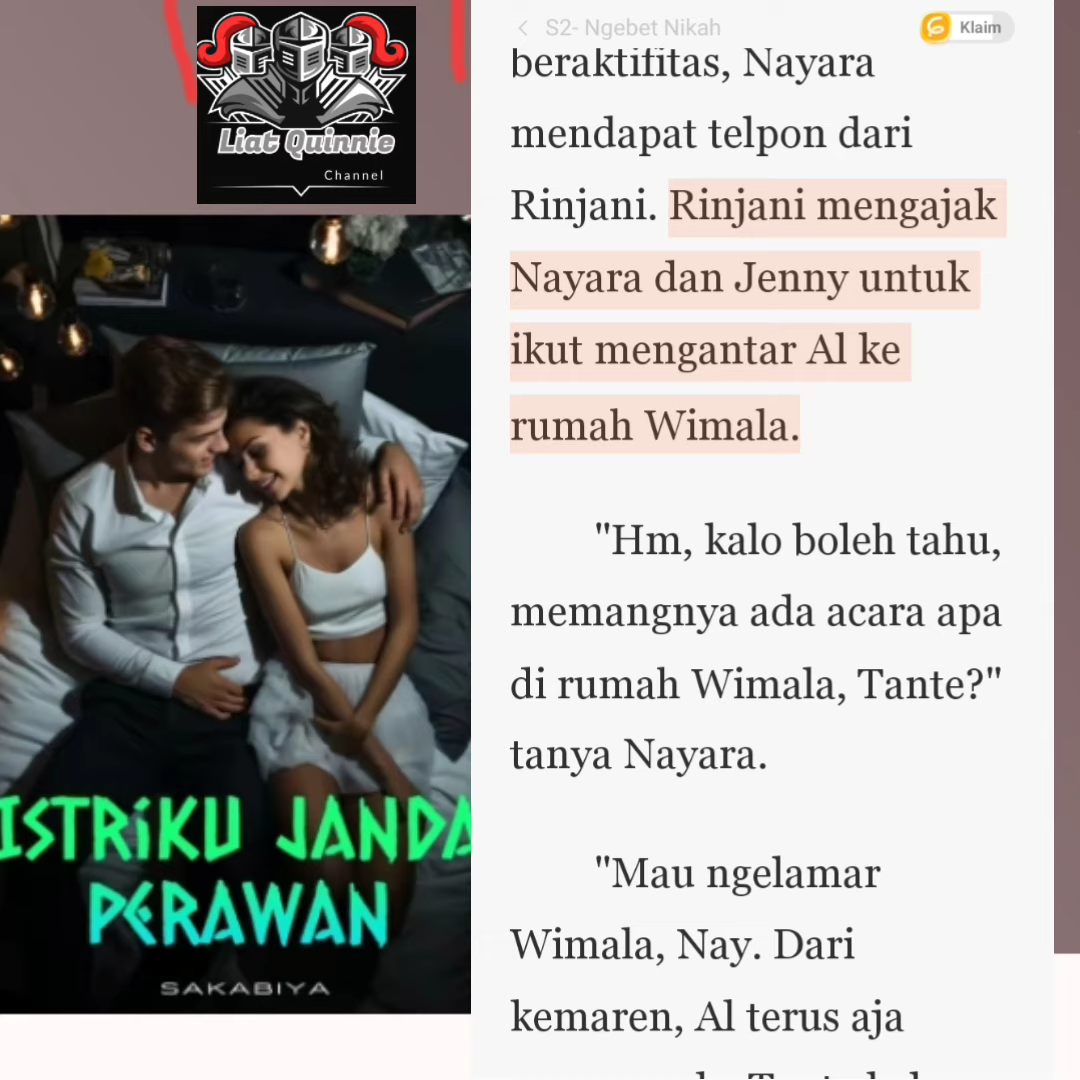 Liat Quinnie
Channel
ISTRiKU JANDA
PERAWAN
SAKABIYA
S2- Ngebet Nikah
Klaim
beraktifitas, Nayara
mendapat telpon dari
Rinjani. Rinjani mengajak
Nayara dan Jenny untuk
ikut mengantar Al ke
rumah Wimala.
"Hm, kalo boleh tahu,
memangnya ada acara apa
di rumah Wimala, Tante?"
tanya Nayara.
"Mau ngelamar
Wimala, Nay. Dari
kemaren, Al terus aja